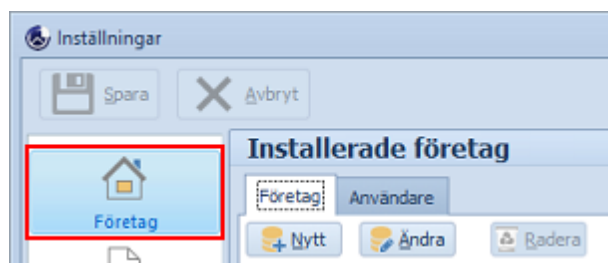 Inställningar
Spara Avbryt
Installerade företag
Företag Användare
Företag
Nytt Ändra Radera